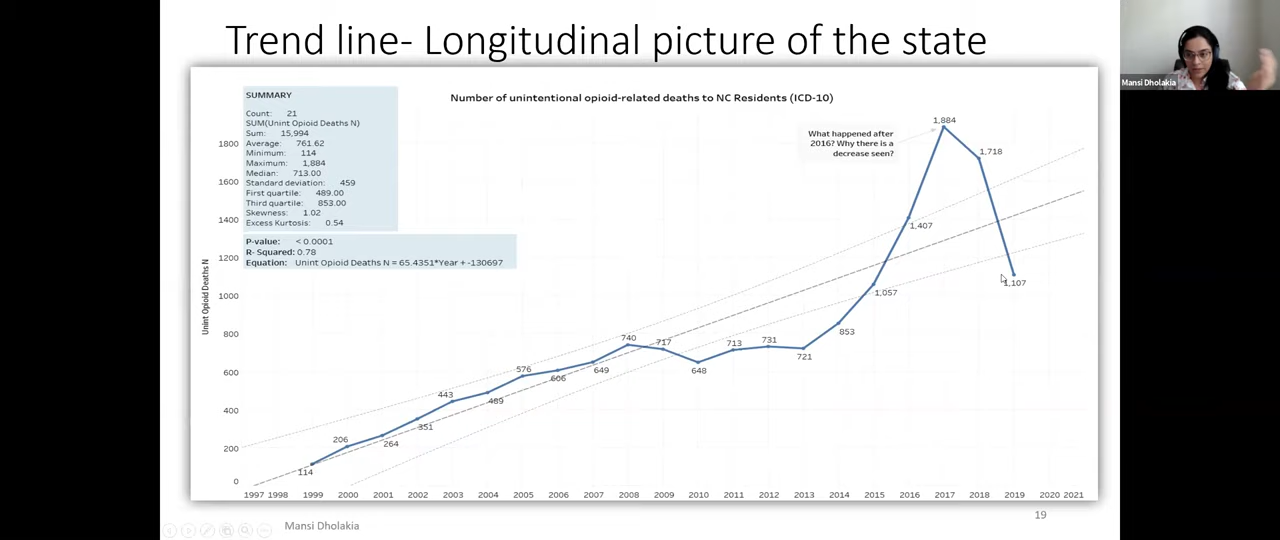 Trend line- Longitudinal picture of the state
Mansi Dholakia
SUMMARY
Count: 21
SUM(Unint Opioid Deaths N)
Sum: 15,994
Average: 761.62
Minimum: 114
Maximum: 1,884
Median: 713.00
Standard deviation: 459
First quartile: 489.00
Third quartile: 853.00
Skewness: 1.02
Excess Kurtosis: 0.54
P-value: < 0.0001
R- Squared: 0.78
Equation: Unint Opioid Deaths N = 65.4351*Year + -130697
Number of unintentional opioid-related deaths to NC Residents (ICD-10)
What happened after
2016? Why there is a
decrease seen?
Unint Opioid Deaths N
1800
1600
1400
1200
1000
800
600
400
200
0
114
206
264
351
443
489
576
606
649
740
717
648
713
731
721
853
1,057
1,407
1,884
1,718
1,107
1997 1998 1999 2000 2001 2002 2003 2004 2005 2006 2007 2008 2009 2010 2011 2012 2013 2014 2015 2016 2017 2018 2019 2020 2021
Mansi Dholakia
19